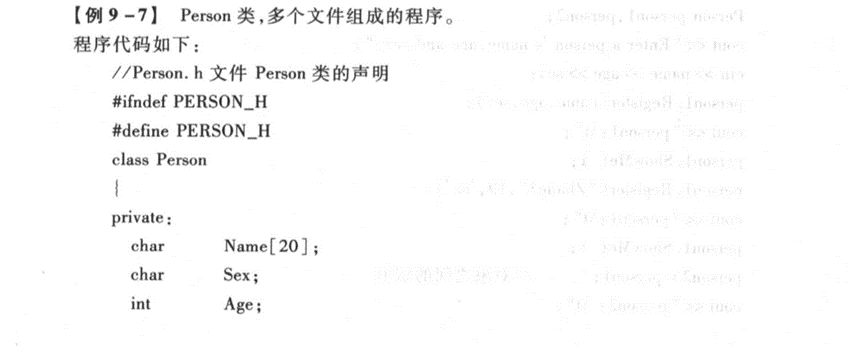 【例 9-7】 Person 类,多个文件组成的程序。
程序代码如下:
//Person. h 文件 Person 类的声明
#ifndef PERSON_H
#define PERSON_H
class Person
{
private:
char Name[20];
char Sex;
int Age;